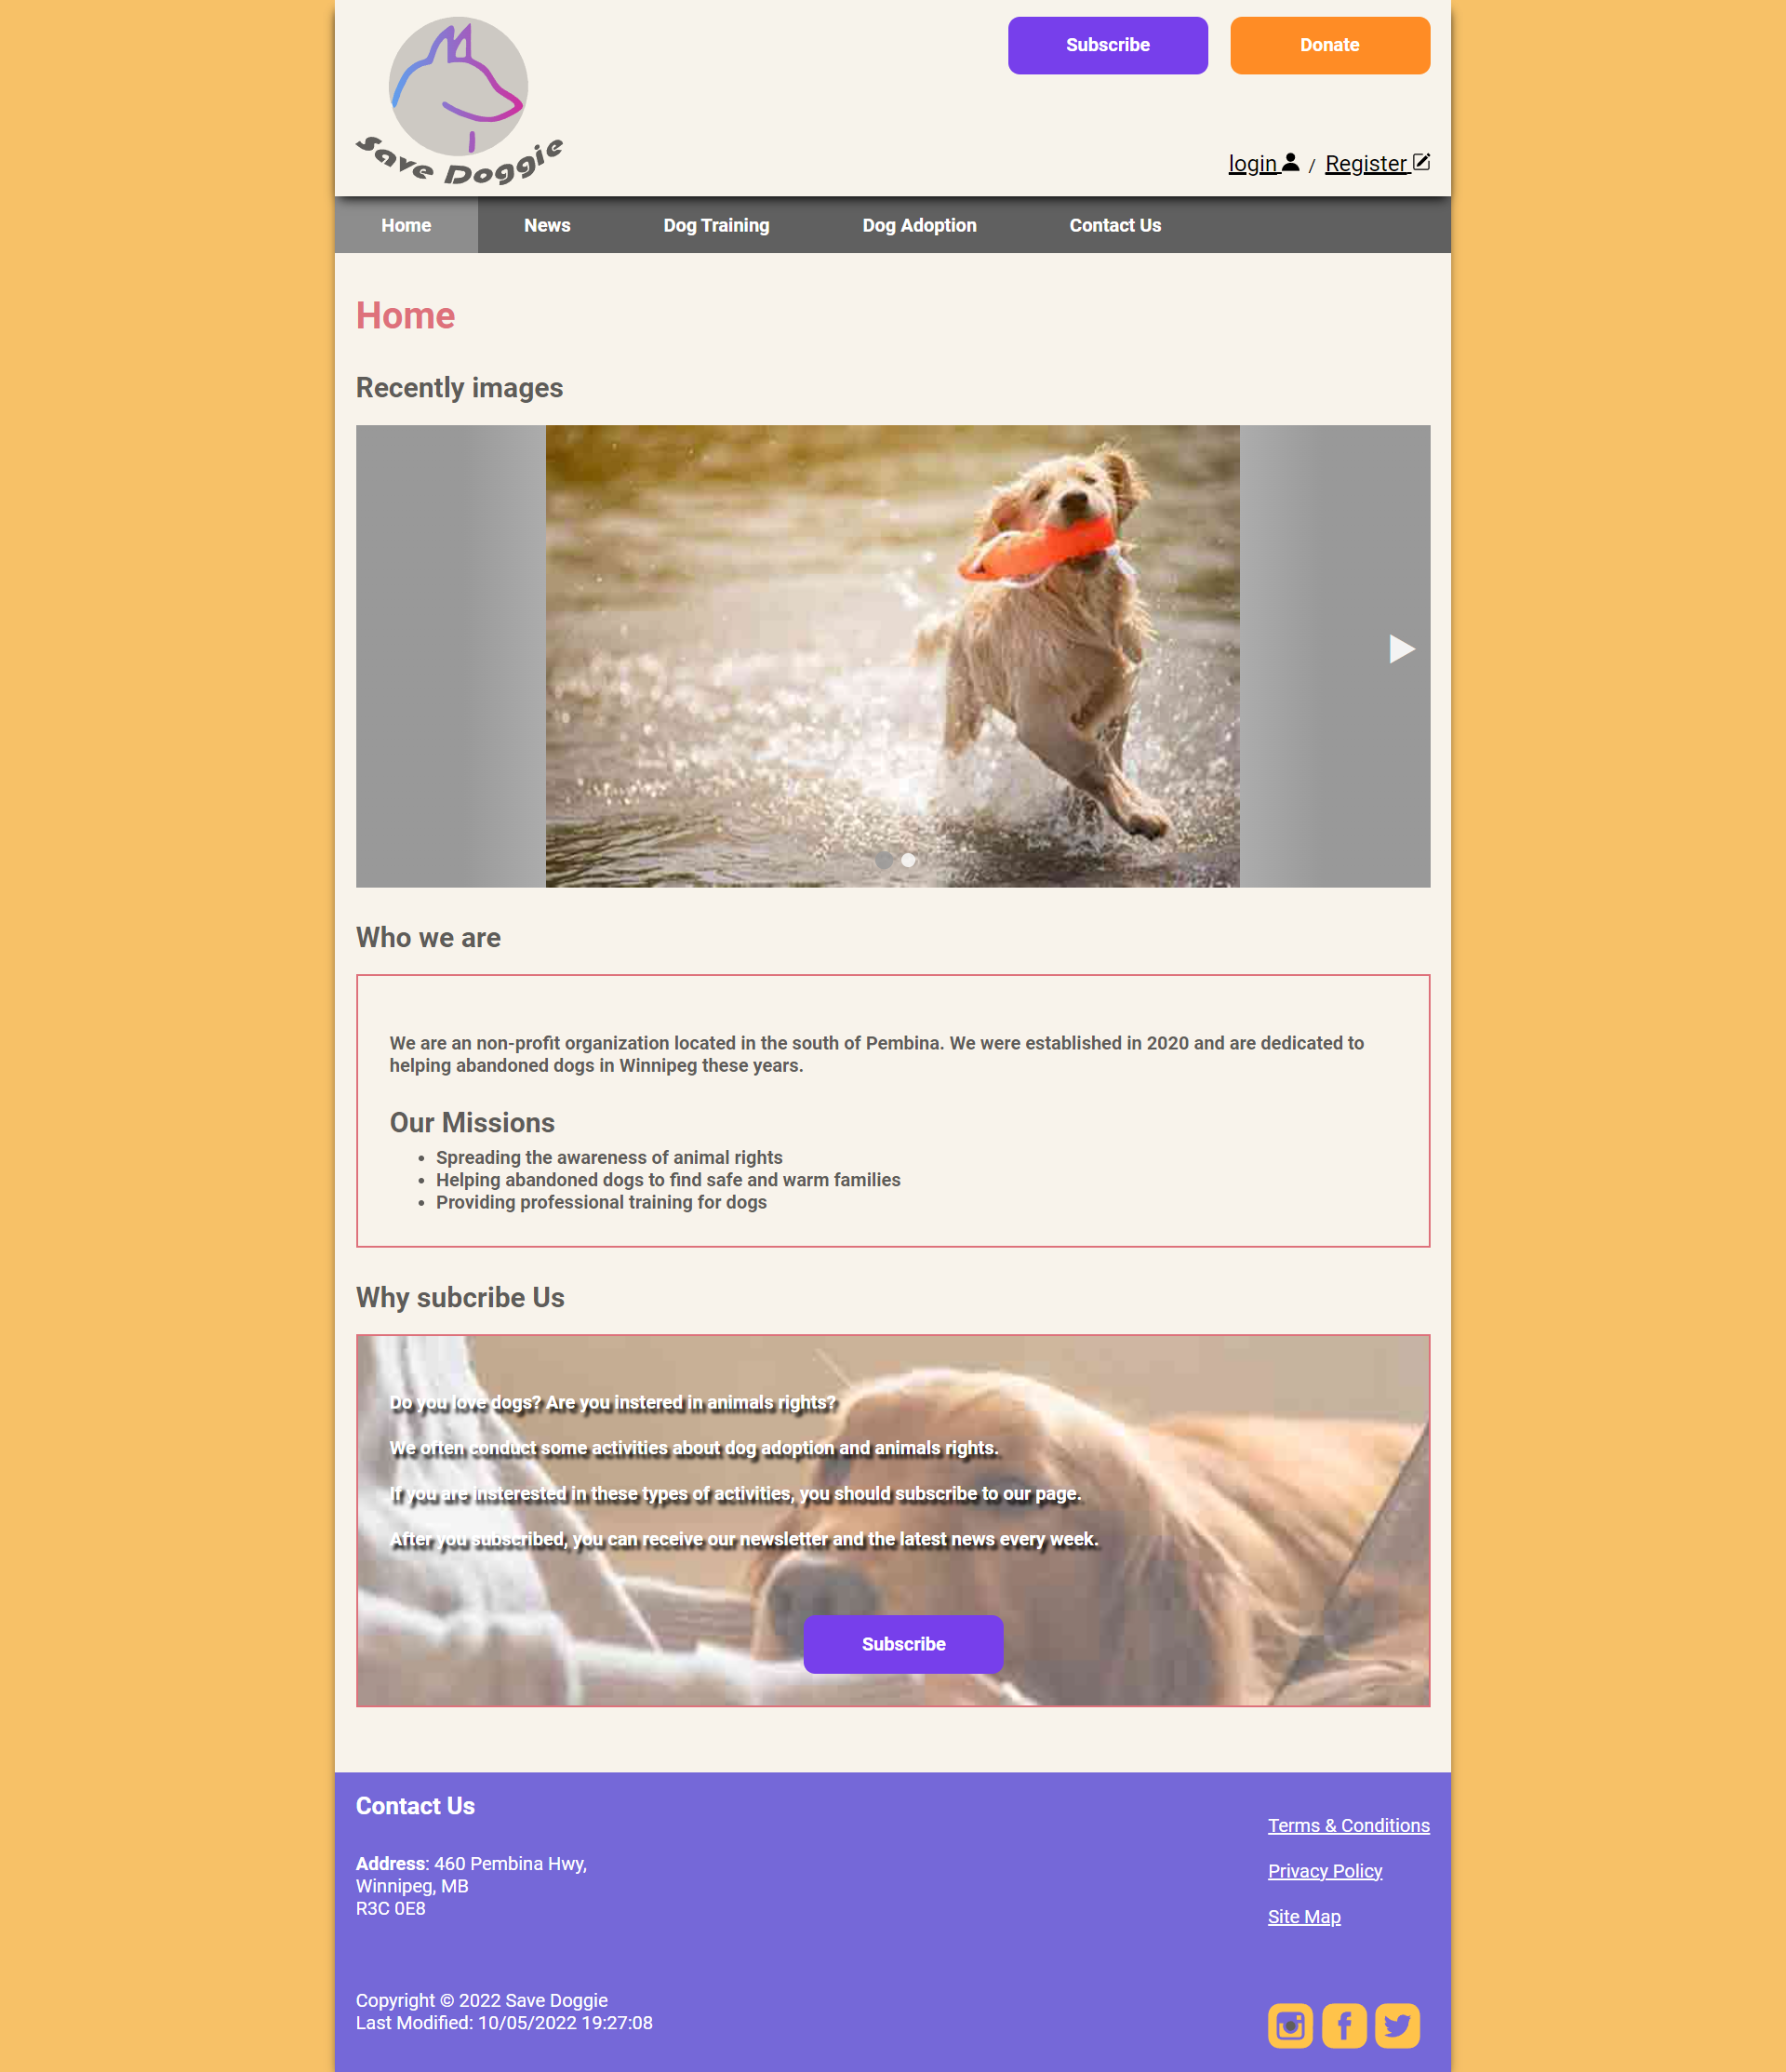 Save Doggie
Subscribe
Donate
login / Register
Home
News
Dog Training
Dog Adoption
Contact Us
Home
Recently images
Who we are
We are an non-profit organization located in the south of Pembina. We were established in 2020 and are dedicated to
helping abandoned dogs in Winnipeg these years.
Our Missions
• Spreading the awareness of animal rights
• Helping abandoned dogs to find safe and warm families
• Providing professional training for dogs
Why subcribe Us
Do you love dogs? Are you instered in animals rights?
We often conduct some activities about dog adoption and animals rights.
If you are insterested in these types of activities, you should subscribe to our page.
After you subscribed, you can receive our newsletter and the latest news every week.
Subscribe
Contact Us
Address: 460 Pembina Hwy,
Winnipeg, MB
R3C 0E8
Terms & Conditions
Privacy Policy
Site Map
Copyright © 2022 Save Doggie
Last Modified: 10/05/2022 19:27:08